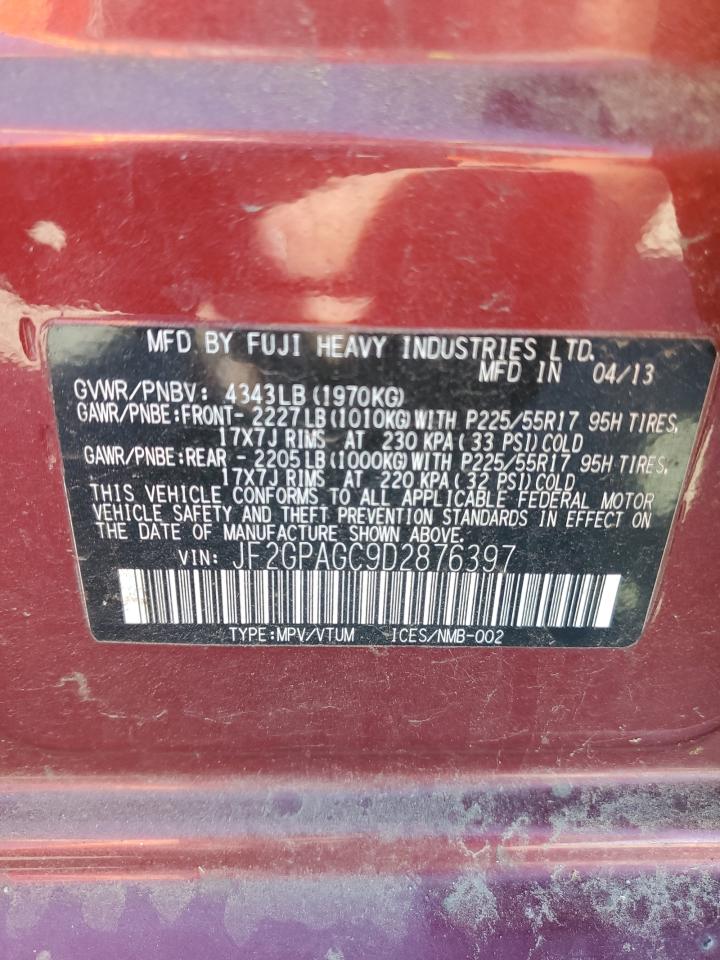 MFD BY FUJI HEAVY INDUSTRIES LTD.
MFD IN 04/13
GVWR/PNBV: 4343LB (1970KG)
GAWR/PNBE:FRONT- 2227 LB (1010KG) WITH P225/55R17 95H TIRES,
17X7J RIMS AT 230 KPA ( 33 PSI) COLD
GAWR/PNBE:REAR - 2205 LB (1000KG) WITH P225/55R17 95H TIRES,
17X7J RIMS AT 220 KPA ( 32 PSI) COLD
THIS VEHICLE CONFORMS TO ALL APPLICABLE FEDERAL MOTOR
VEHICLE SAFETY AND THEFT PREVENTION STANDARDS IN EFFECT ON
THE DATE OF MANUFACTURE SHOWN ABOVE.
VIN: JF2GPAGC9D2876397
TYPE:MPV/VTUM ICES/NMB-002